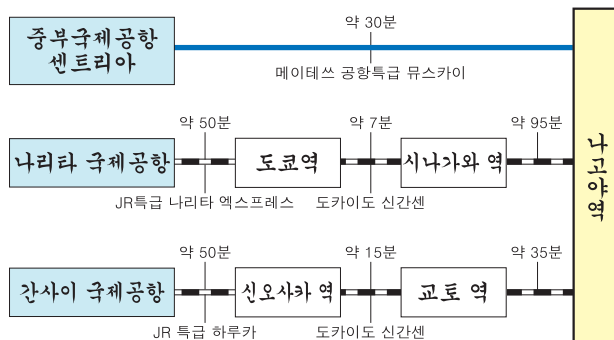 약 30분
중부국제공항
센트리아
메이테쓰 공항특급 뮤스카이
약 50분
약 7분
약 95분
나리타 국제공항
도쿄역
시나가와 역
JR특급 나리타 엑스프레스
도카이도 신간센
약 50분
약 15분
약 35분
간사이 국제공항
신오사카 역
교토 역
JR 특급 하루카
도카이도 신간센
나고야역